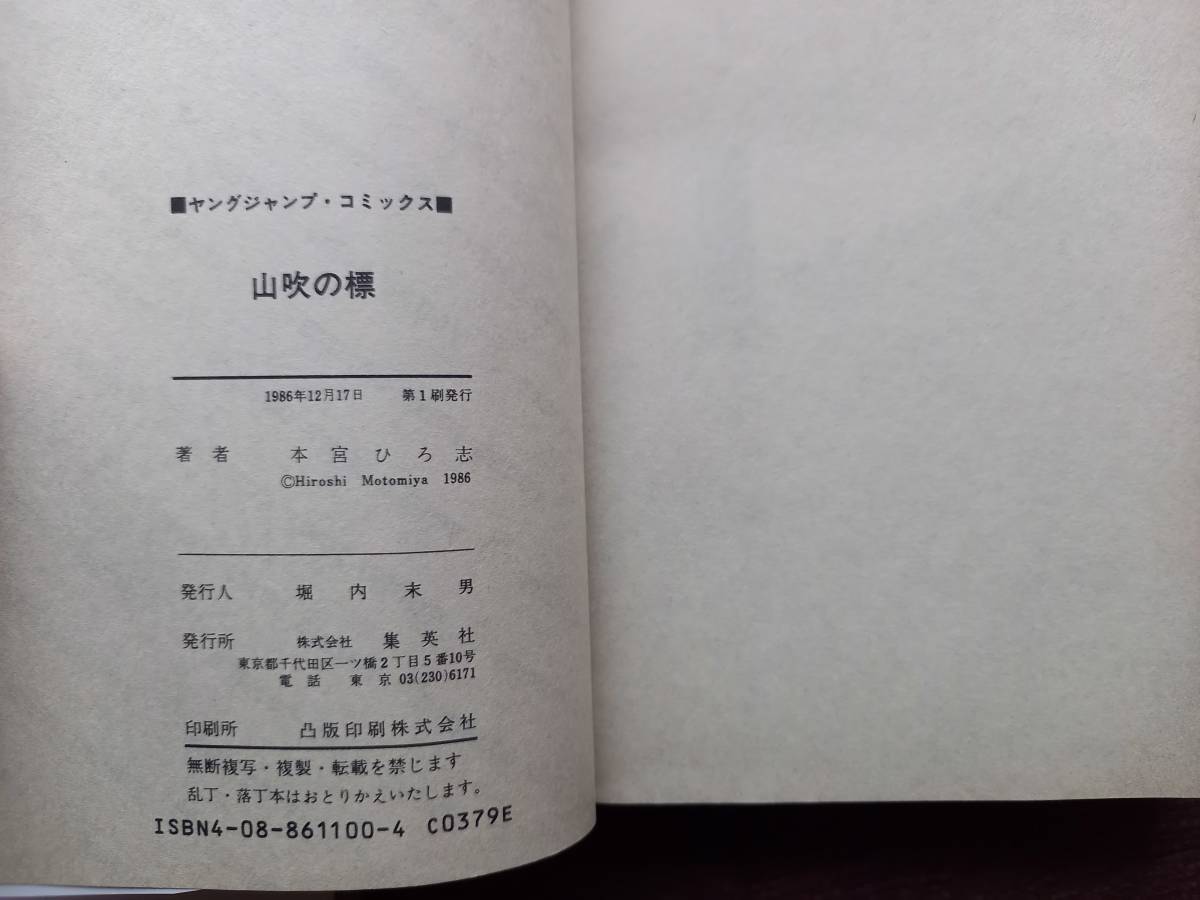 ■ヤングジャンプ・コミックス■
山吹の標
1986年12月17日　第1刷発行
著者　本宮ひろ志
©Hiroshi Motomiya 1986
発行人　堀内末男
発行所　株式会社　集英社
東京都千代田区一ツ橋2丁目5番10号
電話　東京 03(230)6171
印刷所　凸版印刷株式会社
無断複写・複製・転載を禁じます
乱丁・落丁本はおとりかえいたします。
ISBN4-08-861100-4 C0379E